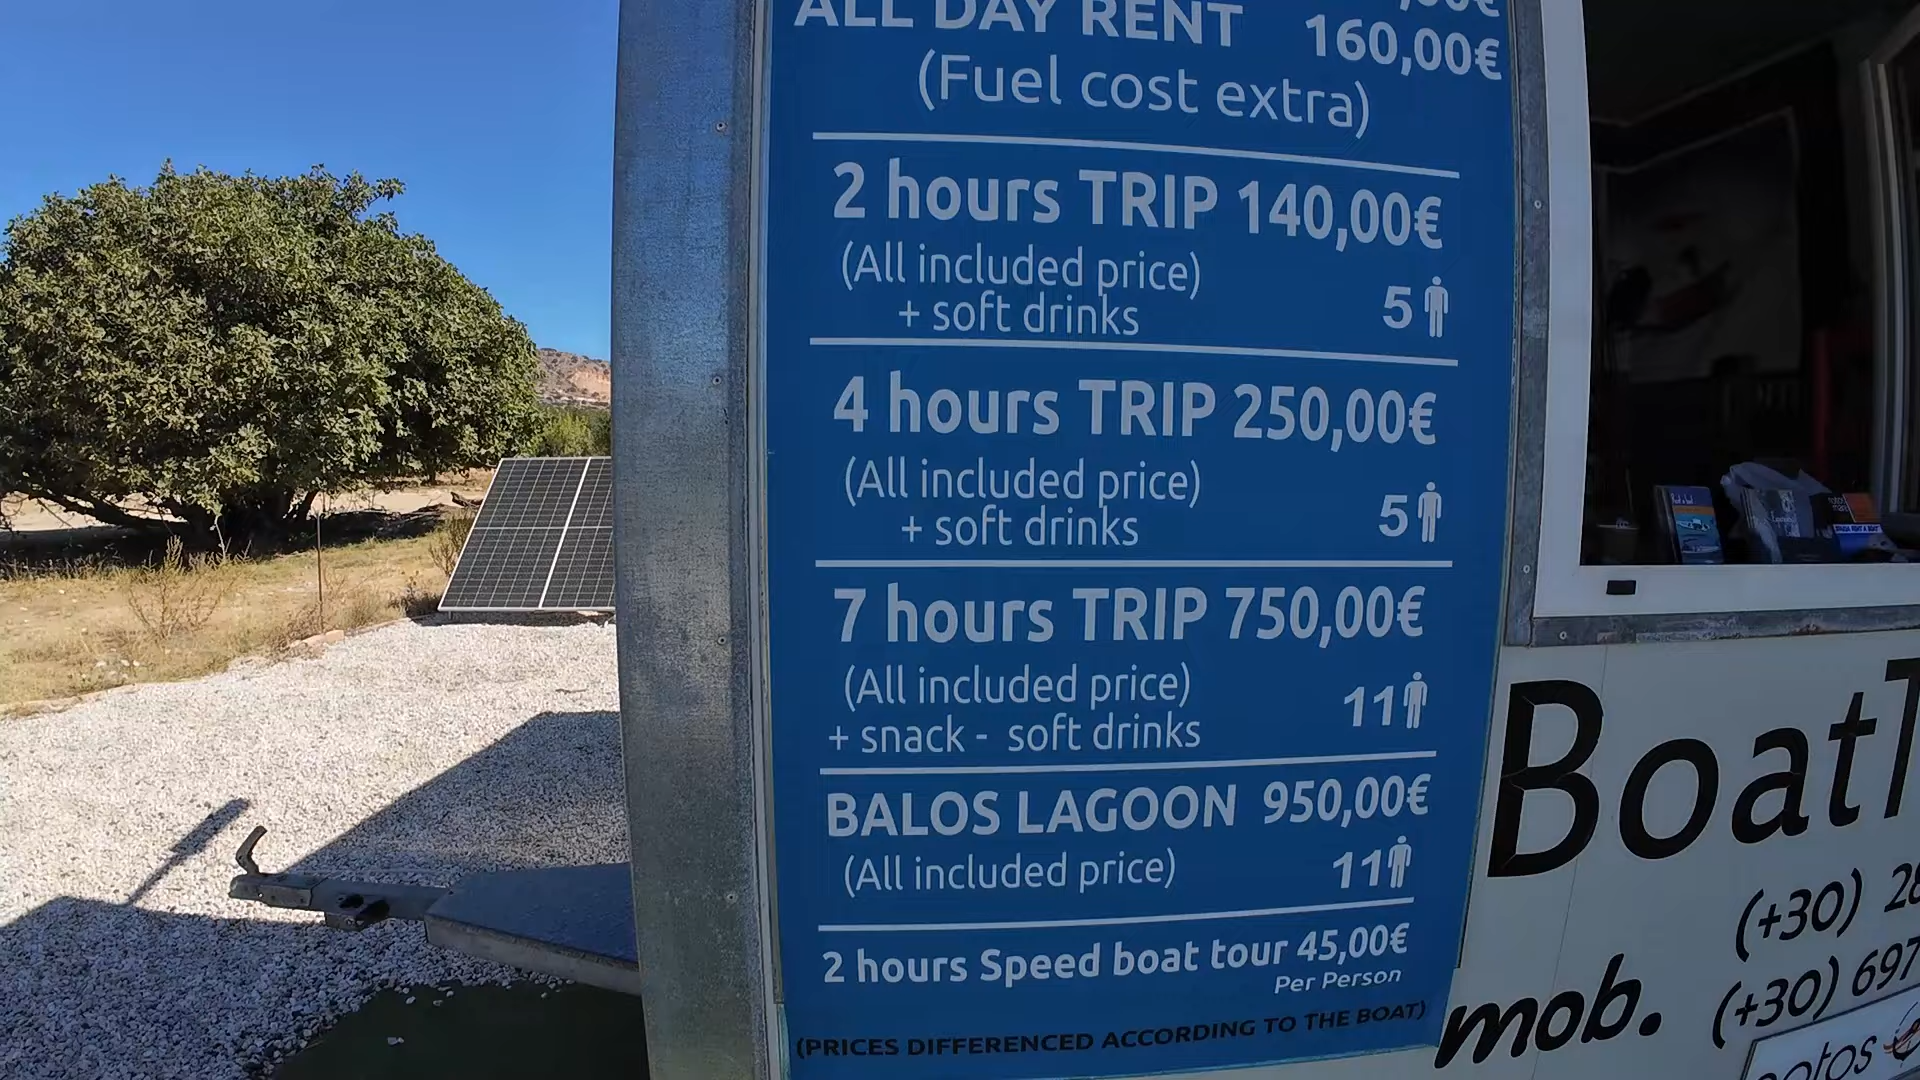 ALL DAY RENT 160,00€
(Fuel cost extra)
2 hours TRIP 140,00€
(All included price)
+ soft drinks 5
4 hours TRIP 250,00€
(All included price)
+ soft drinks 5
7 hours TRIP 750,00€
(All included price) 11
+ snack - soft drinks
BALOS LAGOON 950,00€
(All included price) 11
2 hours Speed boat tour 45,00€
Per Person
(PRICES DIFFERENCED ACCORDING TO THE BOAT)
BoatT
(+30) 28
mob. (+30) 697